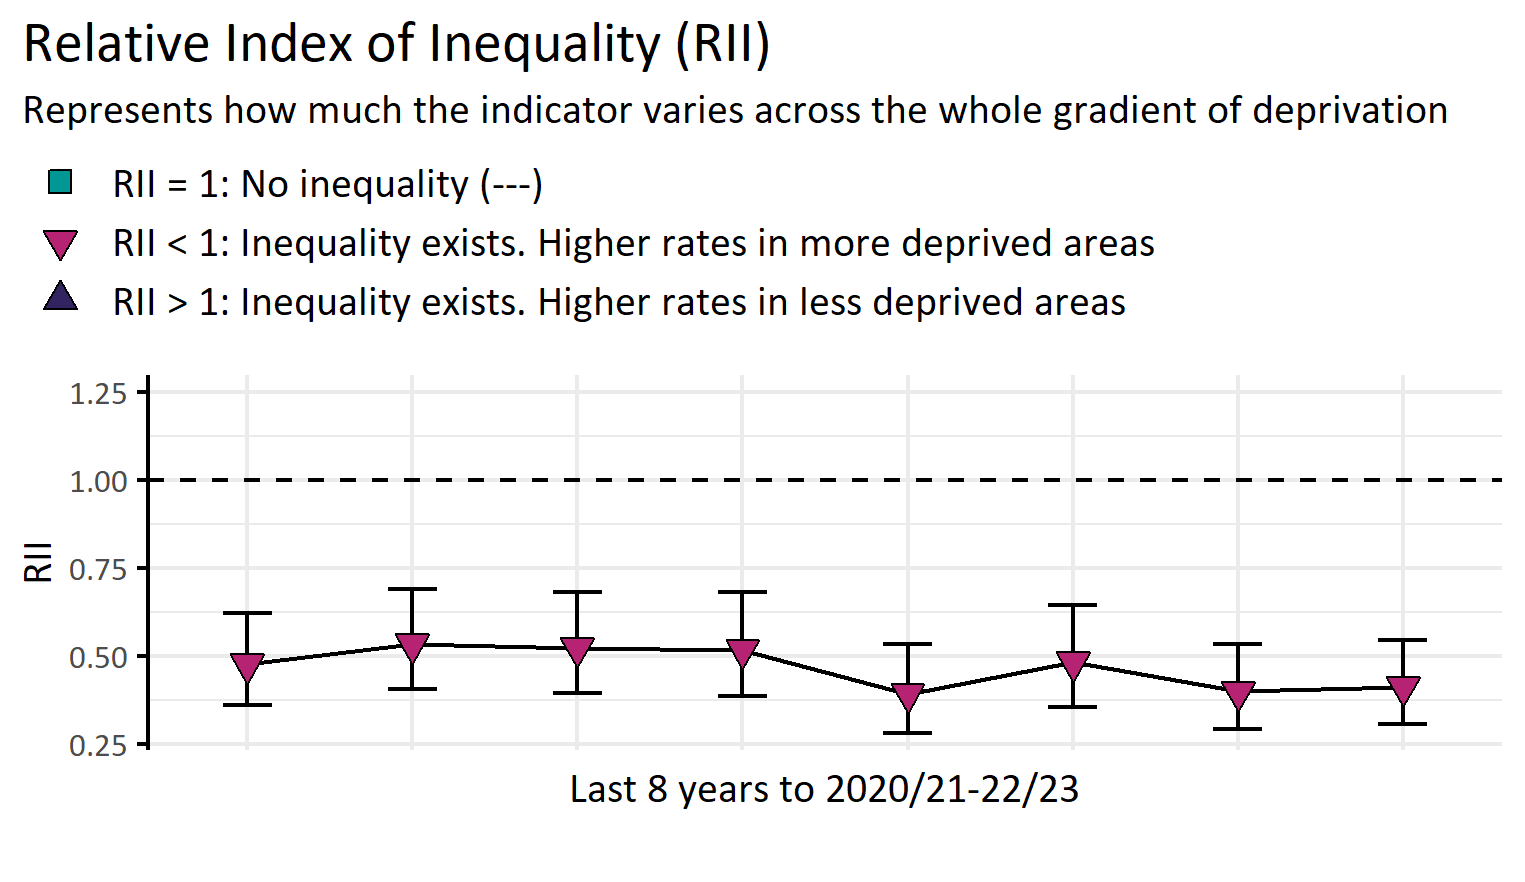 Relative Index of Inequality (RII)
Represents how much the indicator varies across the whole gradient of deprivation
RII = 1: No inequality (---)
RII < 1: Inequality exists. Higher rates in more deprived areas
RII > 1: Inequality exists. Higher rates in less deprived areas
1.25
1.00
0.75
0.50
0.25
RII
Last 8 years to 2020/21-22/23